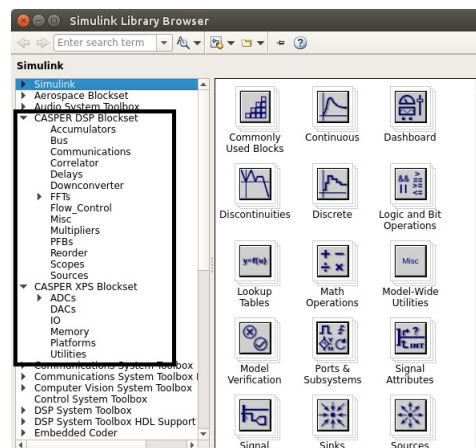 Simulink Library Browser
Enter search term
Simulink
Simulink
Aerospace Blockset
Audio System Toolbox
CASPER DSP Blockset
Accumulators
Bus
Communications
Correlator
Delays
Downconverter
FFTs
Flow_Control
Misc
Multipliers
PFBs
Reorder
Scopes
Sources
CASPER XPS Blockset
ADCs
DACs
IO
Memory
Platforms
Utilities
Communications System Toolbox
Communications System Toolbox
Computer Vision System Toolbox
Control System Toolbox
DSP System Toolbox
DSP System Toolbox HDL Support
Embedded Coder
Commonly Used Blocks
Continuous
Dashboard
Discontinuities
Discrete
Logic and Bit Operations
y=f(u)
Misc
Lookup Tables
Math Operations
Model-Wide Utilities
Model Verification
Ports & Subsystems
Signal Attributes
Signal
Sinks
Sources